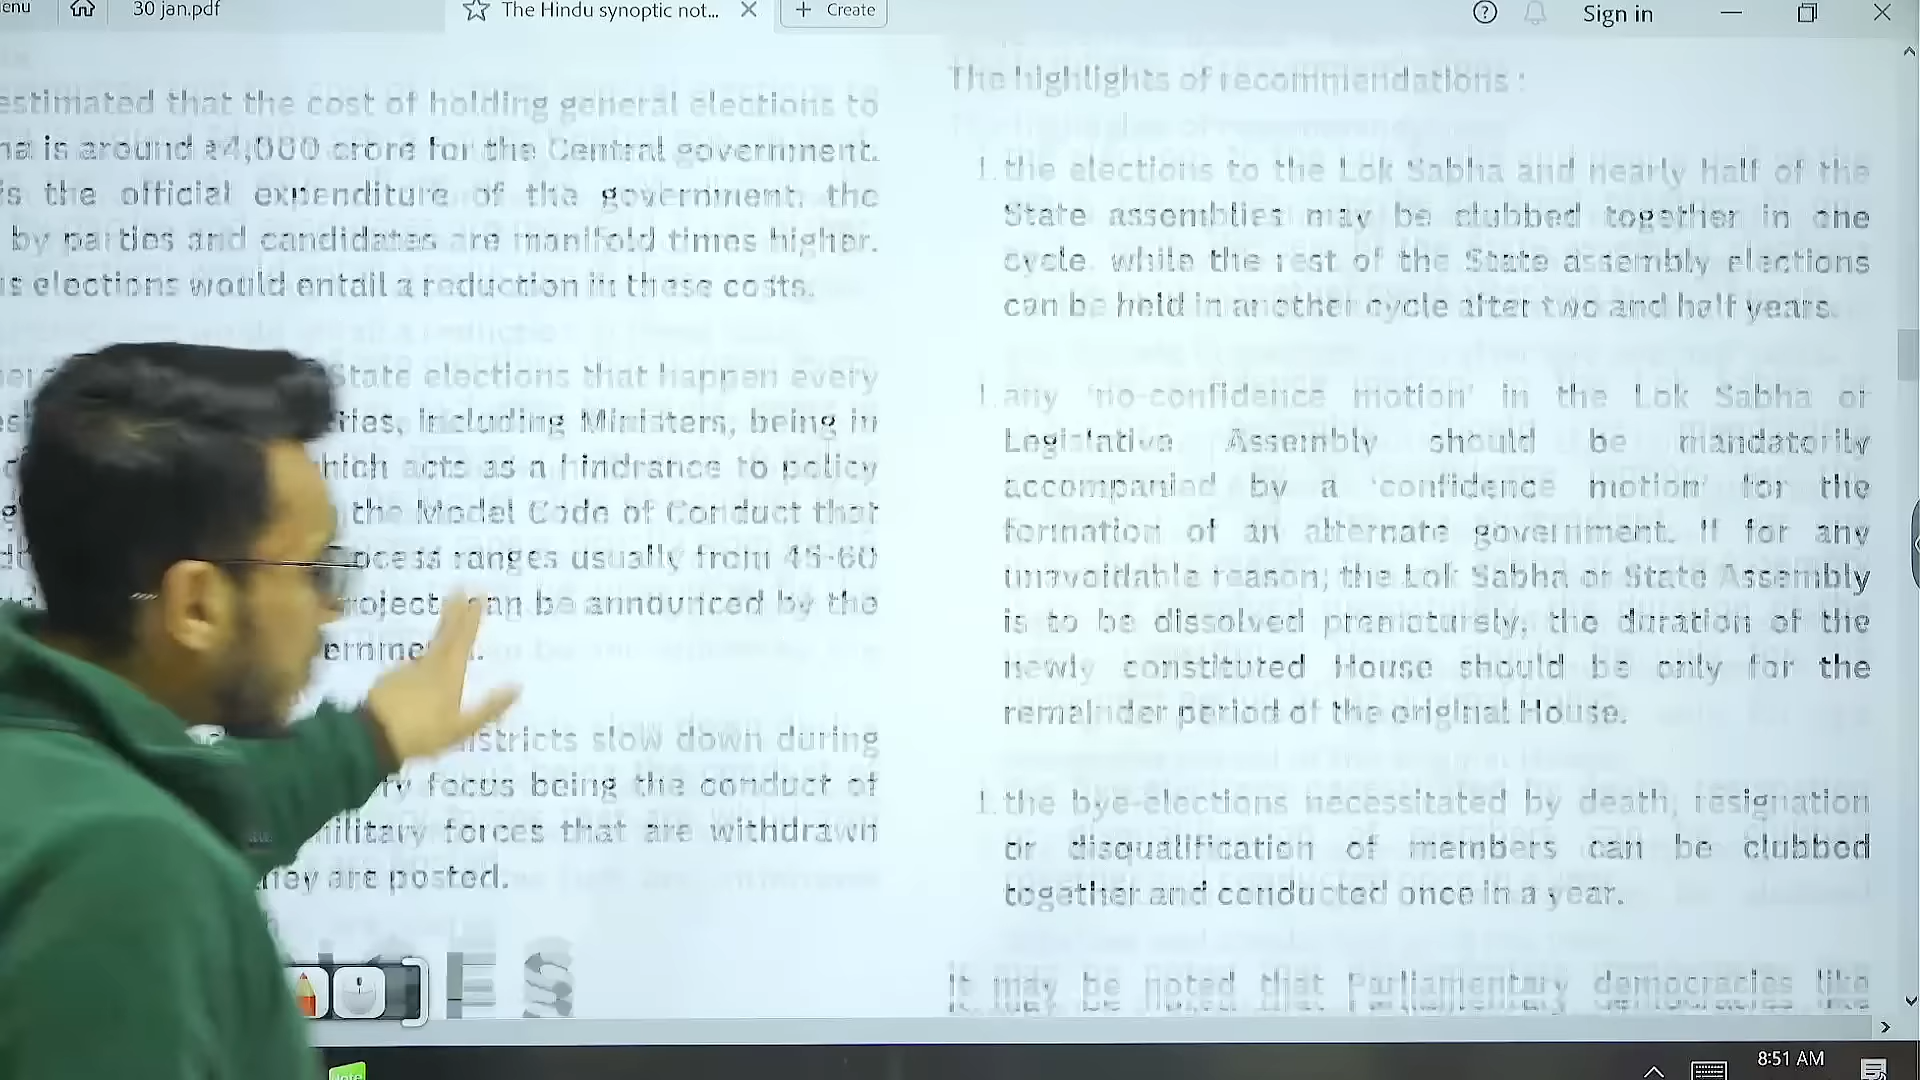 enu
30 jan.pdf
The Hindu synoptic not...
Create
Sign in
estimated that the cost of holding general elections to
is around ₹4,000 crore for the Central government.
the official expenditure of the government, the
by parties and candidates are manifold times higher.
elections would entail a reduction in these costs.
State elections that happen every
including Ministers, being in
hich acts as a hindrance to policy
the Model Code of Conduct that
ocess ranges usually from 45-60
roject can be announced by the
ernme
istricts slow down during
focus being the conduct of
military forces that are withdrawn
hey are posted.
E S
The highlights of recommendations :
1. the elections to the Lok Sabha and nearly half of the
State assemblies may be clubbed together in one
cycle, while the rest of the State assembly elections
can be held in another cycle after two and half years.
1. any 'no-confidence motion' in the Lok Sabha or
Legislative Assembly should be mandatorily
accompanied by a 'confidence motion' for the
formation of an alternate government. If for any
unavoidable reason, the Lok Sabha or State Assembly
is to be dissolved prematurely, the duration of the
newly constituted House should be only for the
remainder period of the original House.
1. the bye-elections necessitated by death, resignation
or disqualification of members can be clubbed
together and conducted once in a year.
It may be noted that Parliamentary democracies like
8:51 AM